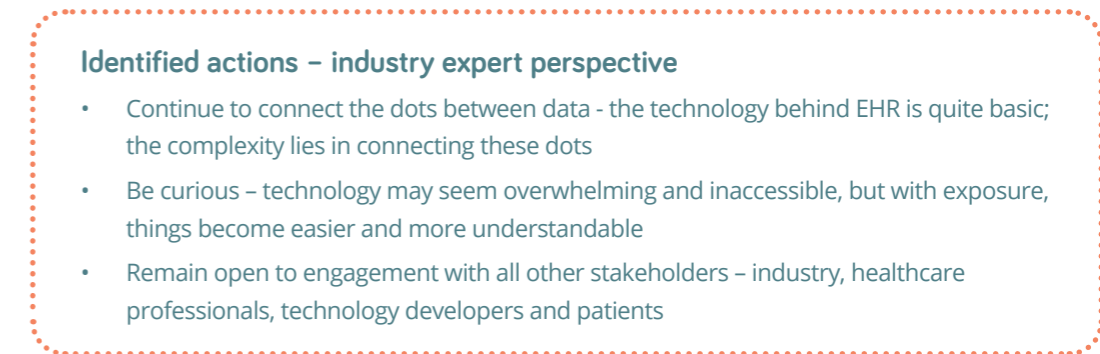 Identified actions – industry expert perspective
• Continue to connect the dots between data - the technology behind EHR is quite basic;
the complexity lies in connecting these dots
• Be curious – technology may seem overwhelming and inaccessible, but with exposure,
things become easier and more understandable
• Remain open to engagement with all other stakeholders – industry, healthcare
professionals, technology developers and patients